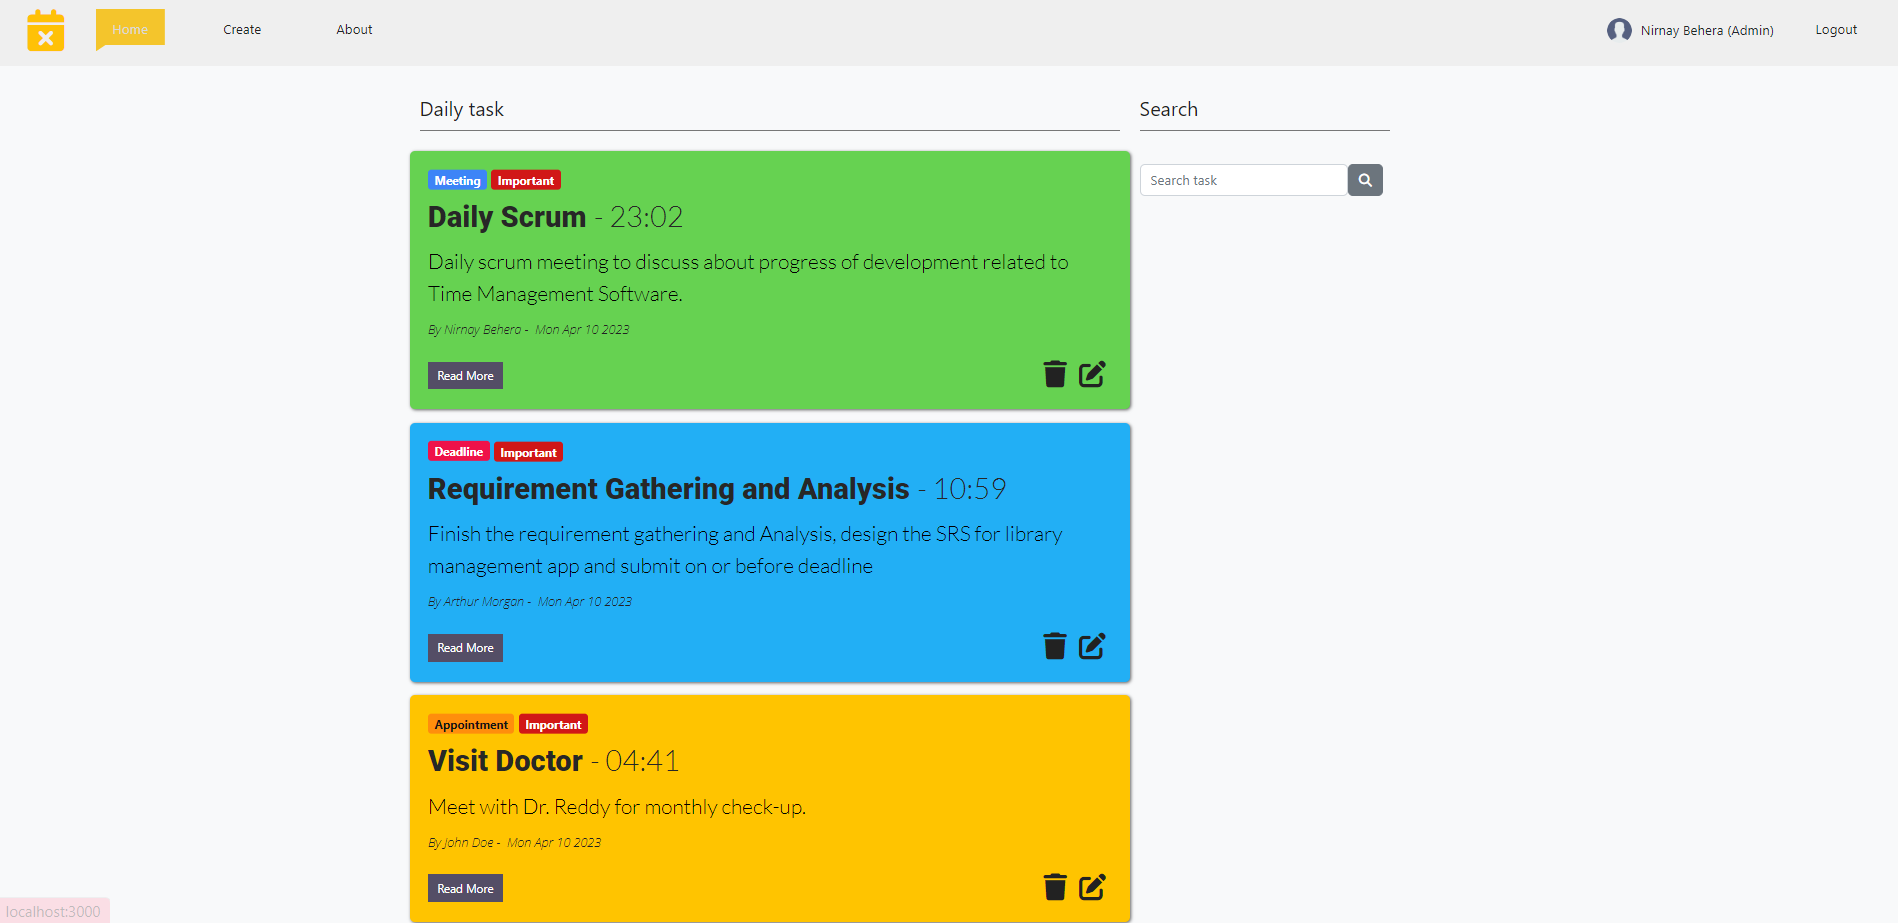 Home
Create
About
Nirnay Behera (Admin)
Logout
Daily task
Search
Meeting Important
Daily Scrum - 23:02
Daily scrum meeting to discuss about progress of development related to
Time Management Software.
By Nirnay Behera - Mon Apr 10 2023
Read More
Search task
Deadline Important
Requirement Gathering and Analysis - 10:59
Finish the requirement gathering and Analysis, design the SRS for library
management app and submit on or before deadline
By Arthur Morgan - Mon Apr 10 2023
Read More
Appointment Important
Visit Doctor - 04:41
Meet with Dr. Reddy for monthly check-up.
By John Doe - Mon Apr 10 2023
Read More
localhost:3000